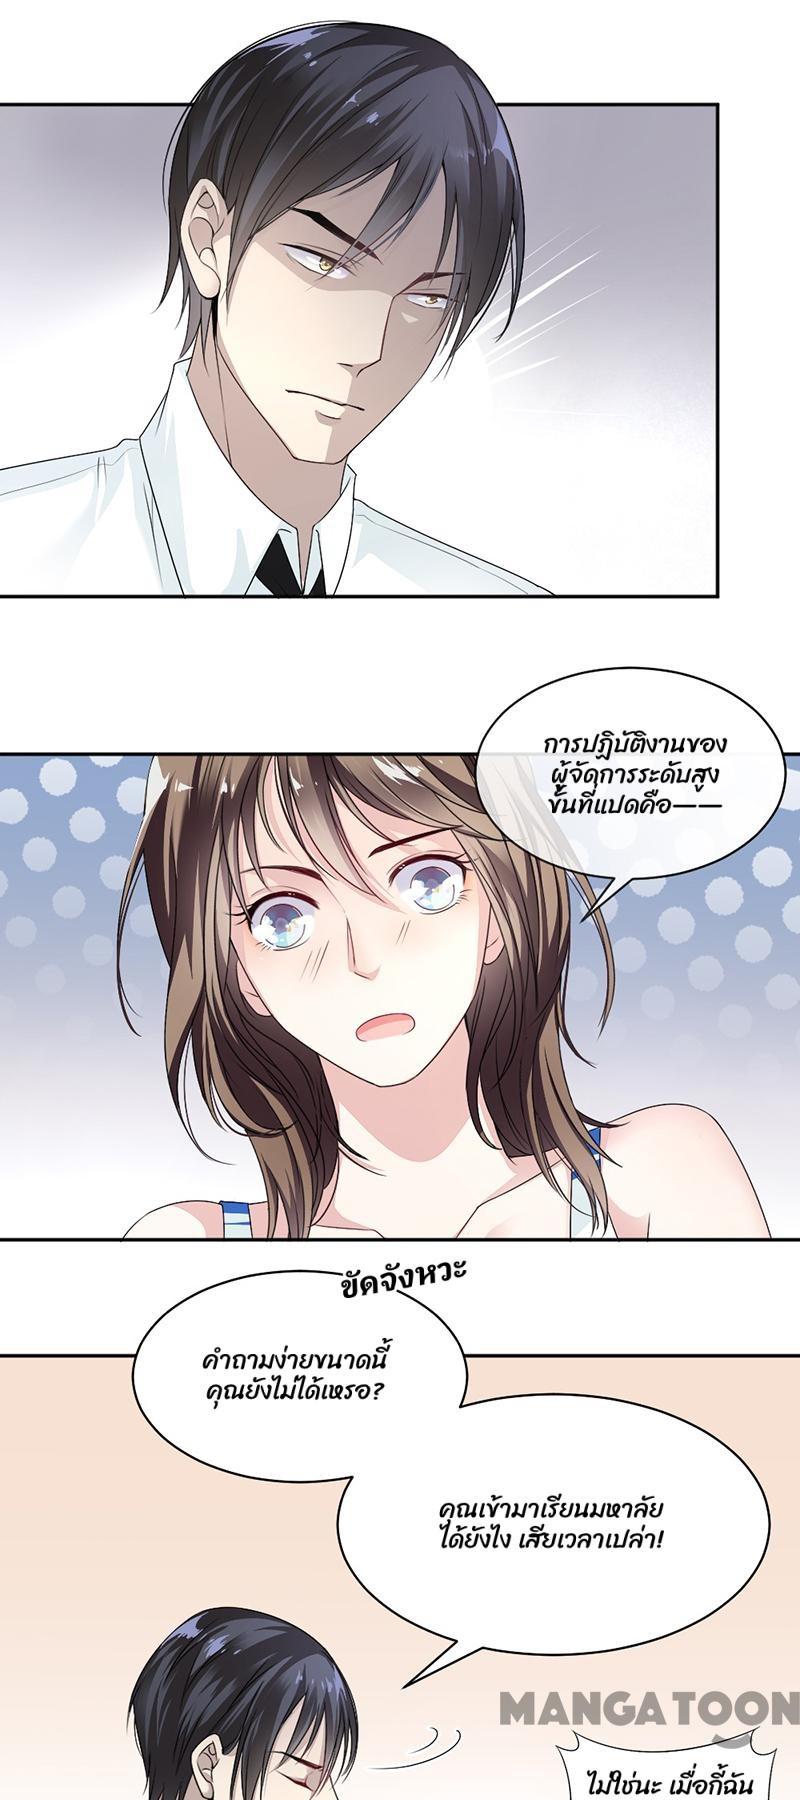 การปฏิบัติงานของ
ผู้จัดการระดับสูง
ขั้นที่แปดคือ——
ขัดจังหวะ
คำถามง่ายขนาดนี้
คุณยังไม่ได้เหรอ?
คุณเข้ามาเรียนมหาลัย
ได้ยังไง เสียเวลาเปล่า!
MANGATOON
ไม่ใช่นะ เมื่อกี้ฉัน